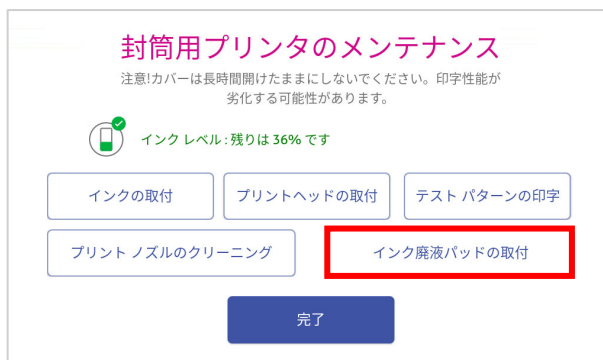 封筒用プリンタのメンテナンス
注意!カバーは長時間開けたままにしないでください。印字性能が
劣化する可能性があります。
インク レベル : 残りは 36% です
インクの取付
プリントヘッドの取付
テスト パターンの印字
プリント ノズルのクリーニング
インク廃液パッドの取付
完了